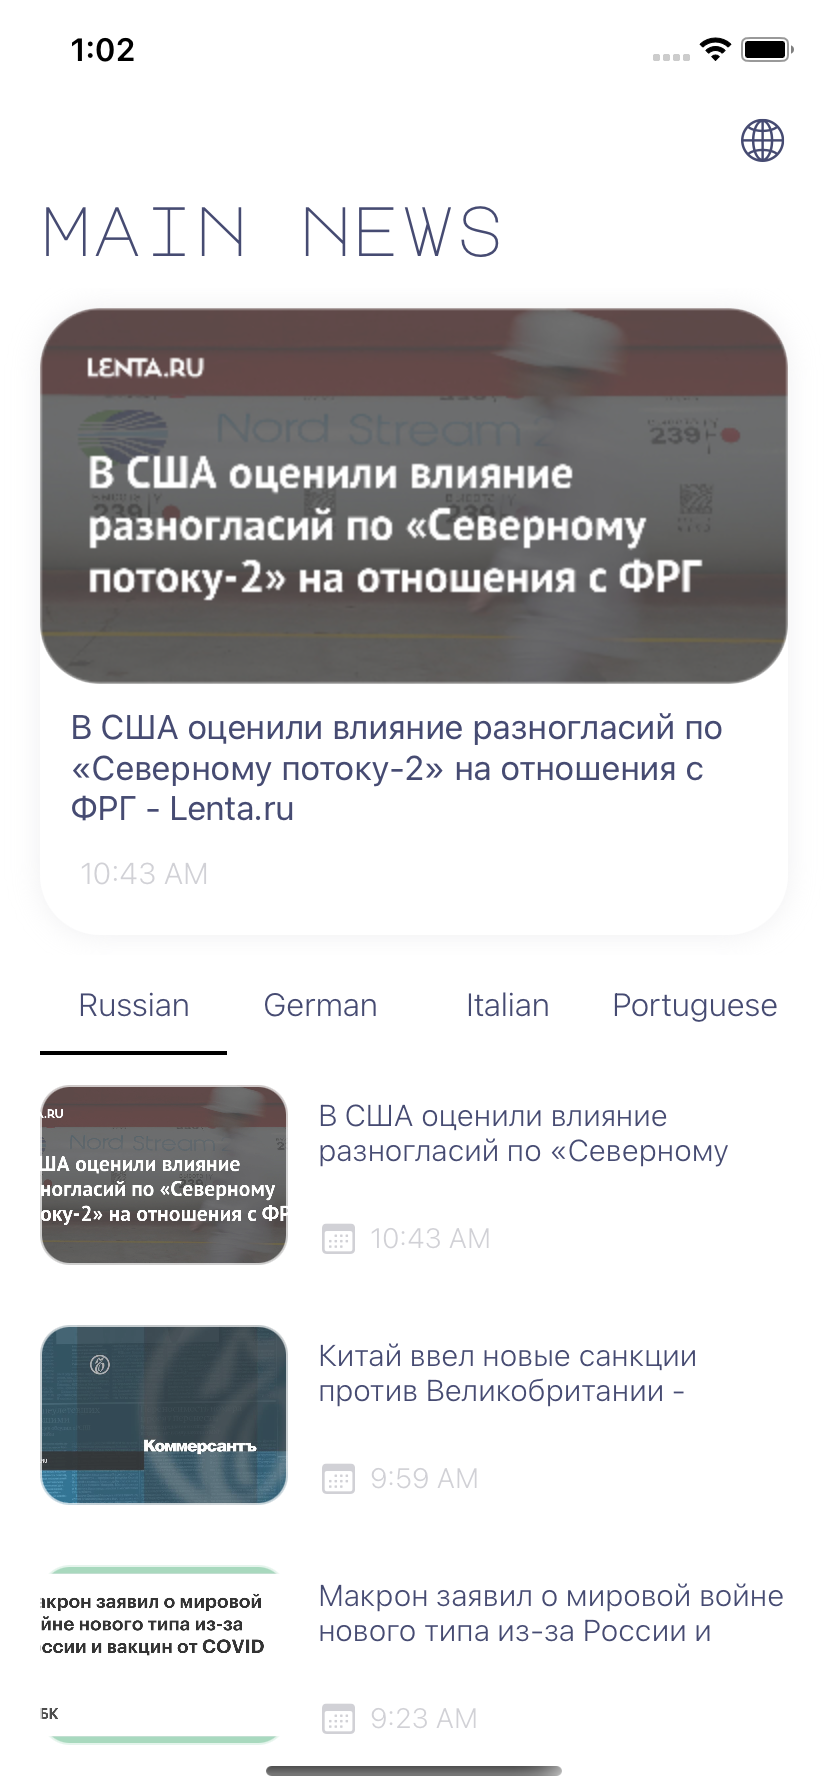 1:02
MAIN NEWS
LENTA.RU
Nord Stream
239
239
239
В США оценили влияние
разногласий по «Северному
потоку-2» на отношения с ФРГ
В США оценили влияние разногласий по
«Северному потоку-2» на отношения с
ФРГ - Lenta.ru
10:43 AM
Russian German Italian Portuguese
.RU
Nord Stream
ША оценили влияние
ногласий по «Северному
оку-2» на отношения с ФР
В США оценили влияние
разногласий по «Северному
10:43 AM
Коммерсантъ
Китай ввел новые санкции
против Великобритании -
9:59 AM
акрон заявил о мировой
йне нового типа из-за
ссии и вакцин от COVID
БК
Макрон заявил о мировой войне
нового типа из-за России и
9:23 AM